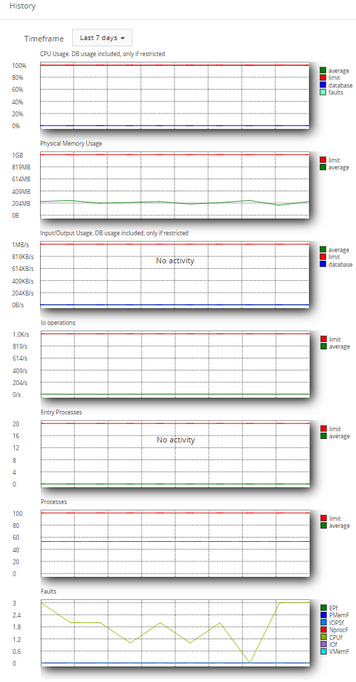 History
Timeframe Last 7 days
CPU Usage. DB usage included, only if restricted
100%
80%
60%
40%
20%
0%
average
limit
database
faults
Physical Memory Usage
1GB
819MB
614MB
409MB
204MB
0B
limit
average
Input/Output Usage. DB usage included, only if restricted
1MB/s
819KB/s
614KB/s
409KB/s
204KB/s
0B/s
No activity
average
limit
database
Io operations
1.0K/s
819/s
614/s
409/s
204/s
0/s
limit
average
Entry Processes
20
16
12
8
4
0
No activity
limit
average
Processes
100
80
60
40
20
0
limit
average
Faults
3
2.4
1.8
1.2
0.6
0
EPf
PMemF
IOPSf
NprocF
CPUf
IOf
VMemF